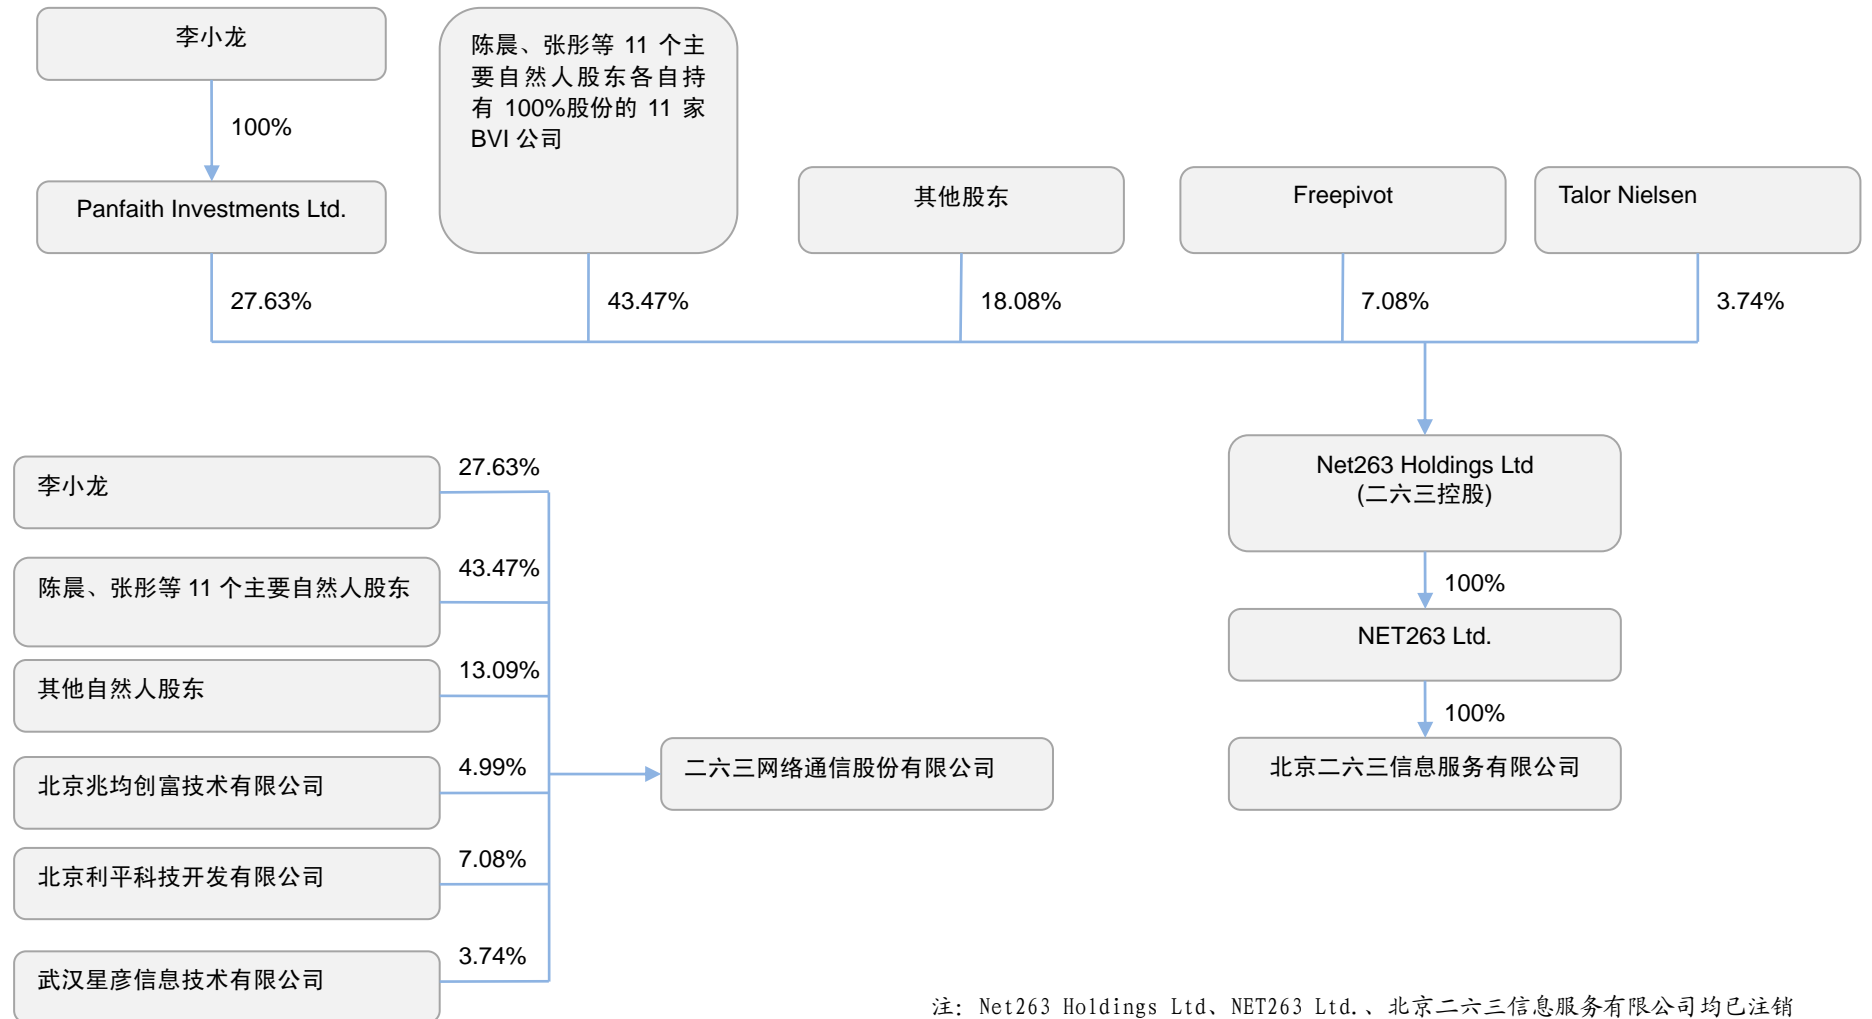 李小龙
陈晨、张彤等 11 个主
要自然人股东各自持
有 100%股份的 11 家
BVI 公司
100%
Panfaith Investments Ltd.
其他股东
Freepivot
Talor Nielsen
27.63%
43.47%
18.08%
7.08%
3.74%
Net263 Holdings Ltd
(二六三控股)
100%
NET263 Ltd.
100%
北京二六三信息服务有限公司
李小龙
27.63%
陈晨、张彤等 11 个主要自然人股东
43.47%
其他自然人股东
13.09%
北京兆均创富技术有限公司
4.99%
北京利平科技开发有限公司
7.08%
武汉星彦信息技术有限公司
3.74%
二六三网络通信股份有限公司
注: Net263 Holdings Ltd、NET263 Ltd.、北京二六三信息服务有限公司均已注销